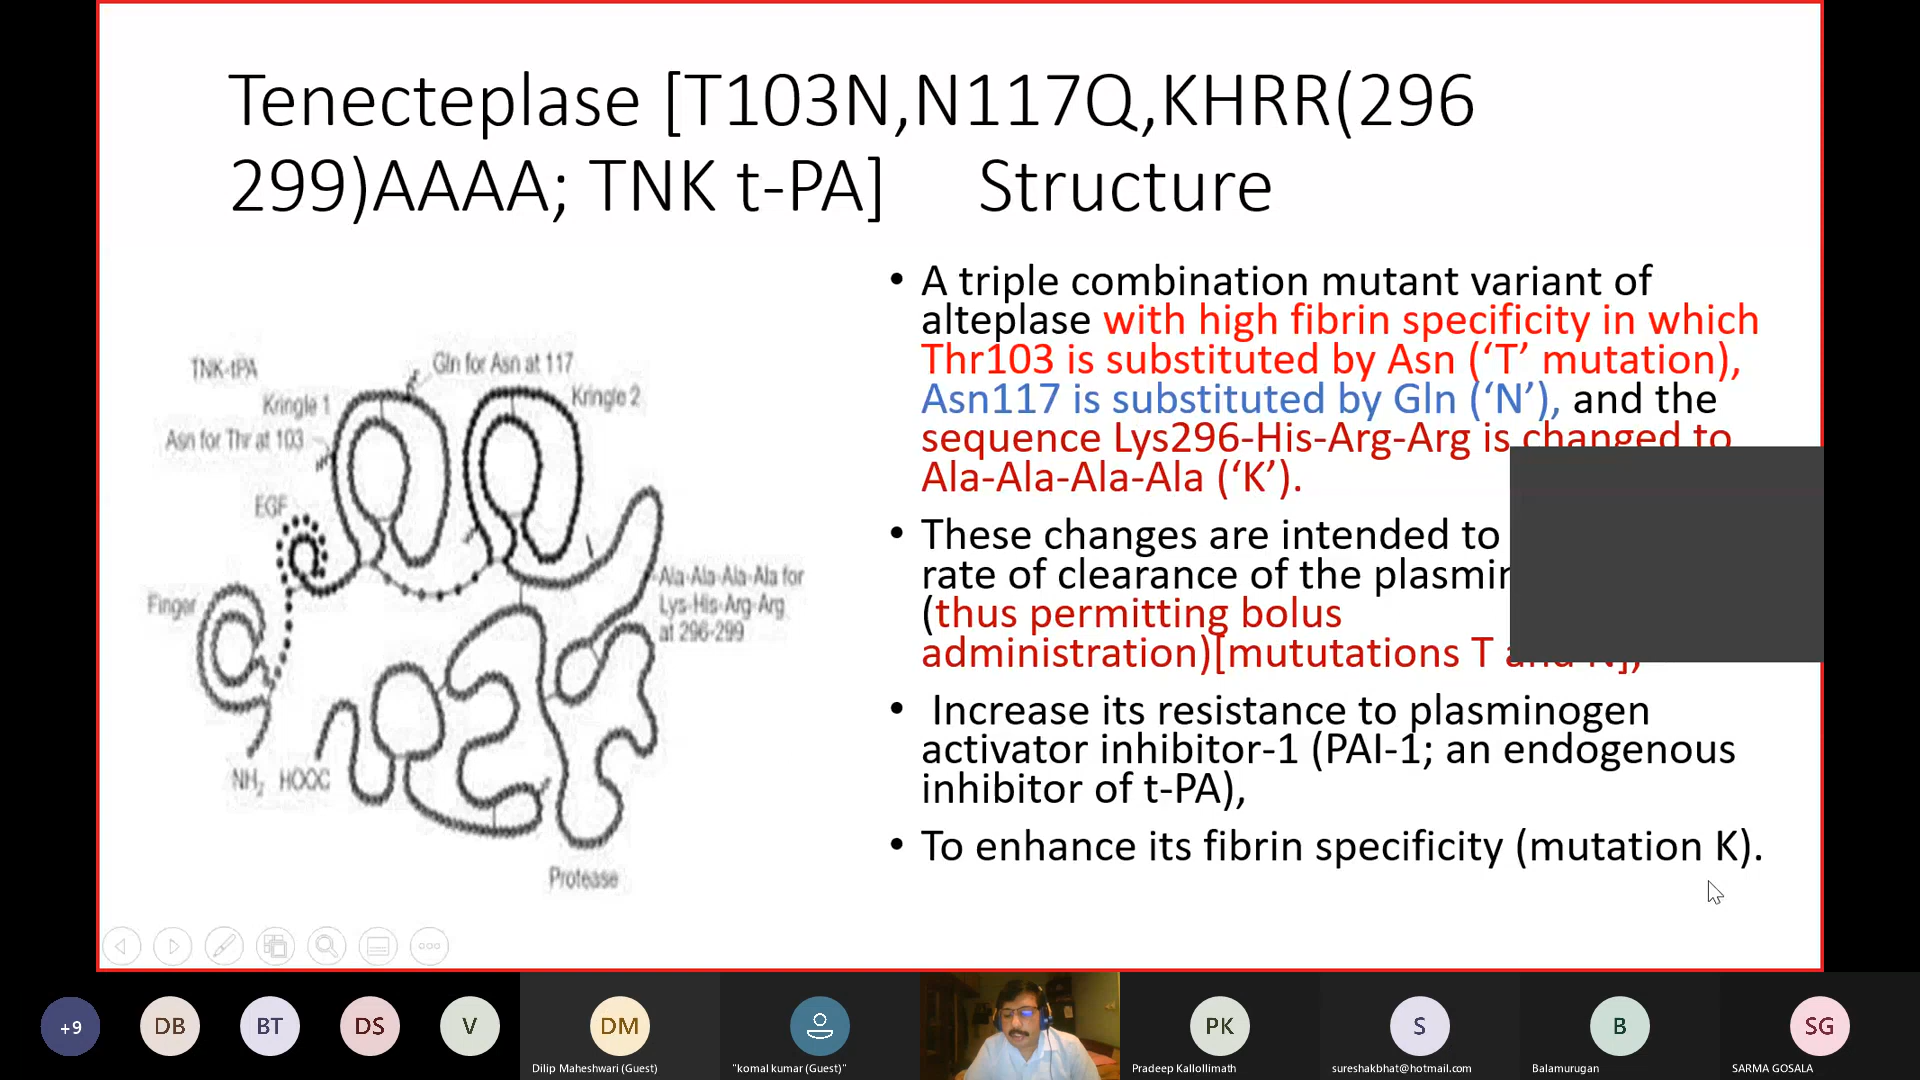 Tenecteplase [T103N,N117Q,KHRR(296
299)AAAA; TNK t-PA] Structure
TNK-tPA
Gln for Asn at 117
Kringle 1
Kringle 2
Asn for Thr at 103
EGF
Finger
Ala-Ala-Ala-Ala for
Lys-His-Arg-Arg
at 296-299
NH2 HOOC
Protease
• A triple combination mutant variant of
alteplase with high fibrin specificity in which
Thr103 is substituted by Asn (‘T’ mutation),
Asn117 is substituted by Gln (‘N’), and the
sequence Lys296-His-Arg-Arg is changed to
Ala-Ala-Ala-Ala (‘K’).
• These changes are intended to
rate of clearance of the
(thus permitting bolus
administration)[mututations T and N],
• Increase its resistance to plasminogen
activator inhibitor-1 (PAI-1; an endogenous
inhibitor of t-PA),
• To enhance its fibrin specificity (mutation K).
+9
DB
BT
DS
V
DM
PK
S
B
SG
Dilip Maheshwari (Guest)
"komal kumar (Guest)"
Pradeep Kallollimath
sureshakbhat@hotmail.com
Balamurugan
SARMA GOSALA